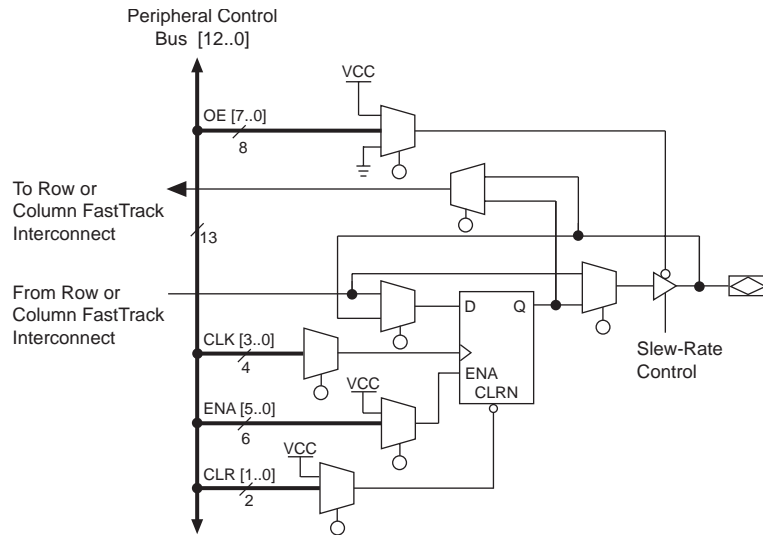 Peripheral Control
Bus [12..0]
VCC
OE [7..0]
8
To Row or
Column FastTrack
Interconnect
13
From Row or
Column FastTrack
Interconnect
D
Q
CLK [3..0]
4
ENA
CLRN
Slew-Rate
Control
VCC
ENA [5..0]
6
VCC
CLR [1..0]
2